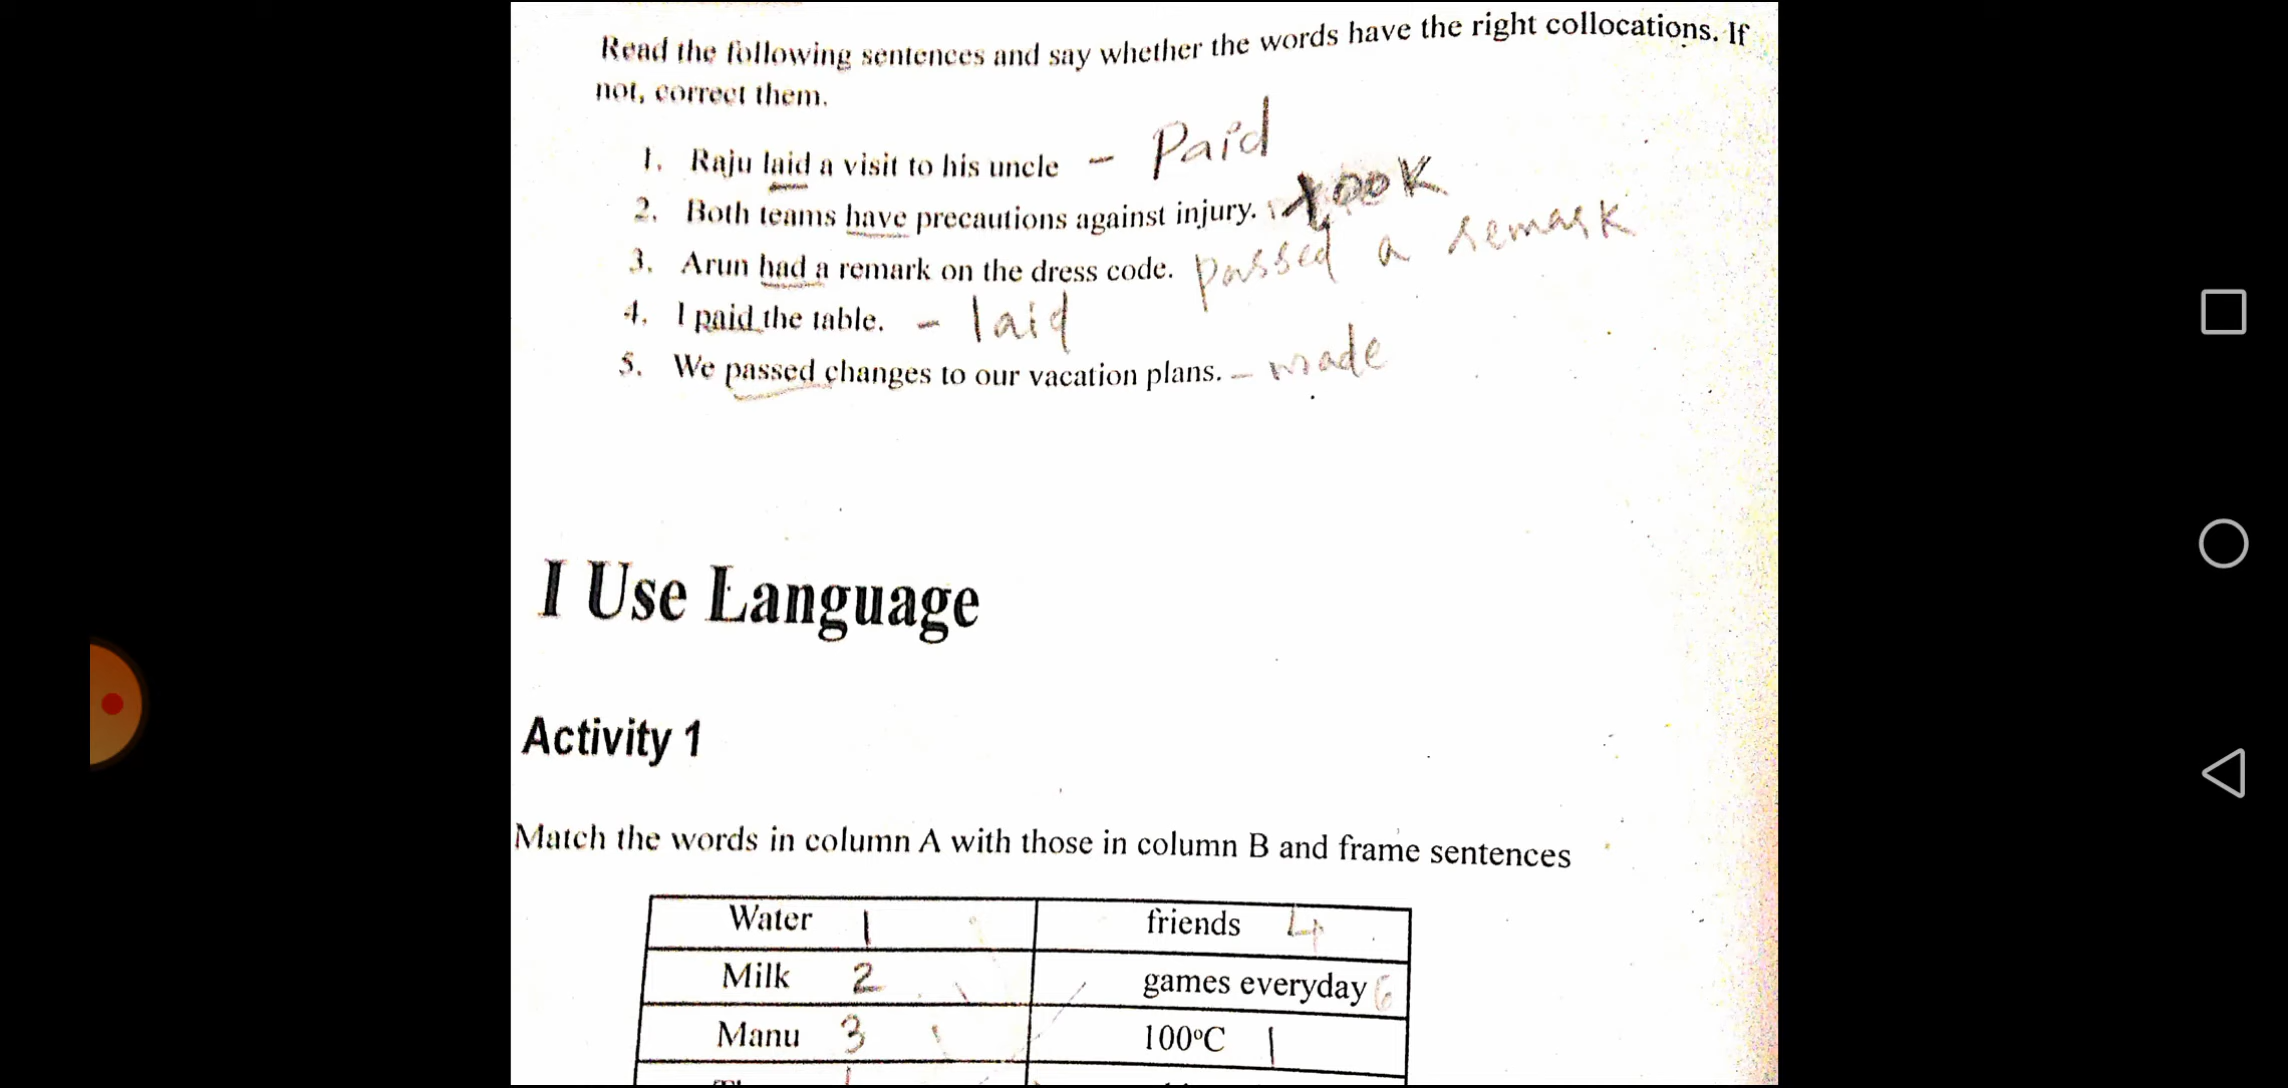 Read the following sentences and say whether the words have the right collocations. If
not, correct them.
1. Raju laid a visit to his uncle - Paid
2. Both teams have precautions against injury. took
3. Arun had a remark on the dress code. passed a remark
4. I paid the table. - laid
5. We passed changes to our vacation plans. - made
I Use Language
Activity 1
Match the words in column A with those in column B and frame sentences
Water 1 friends 4
Milk 2 games everyday 6
Manu 3 100°C 1